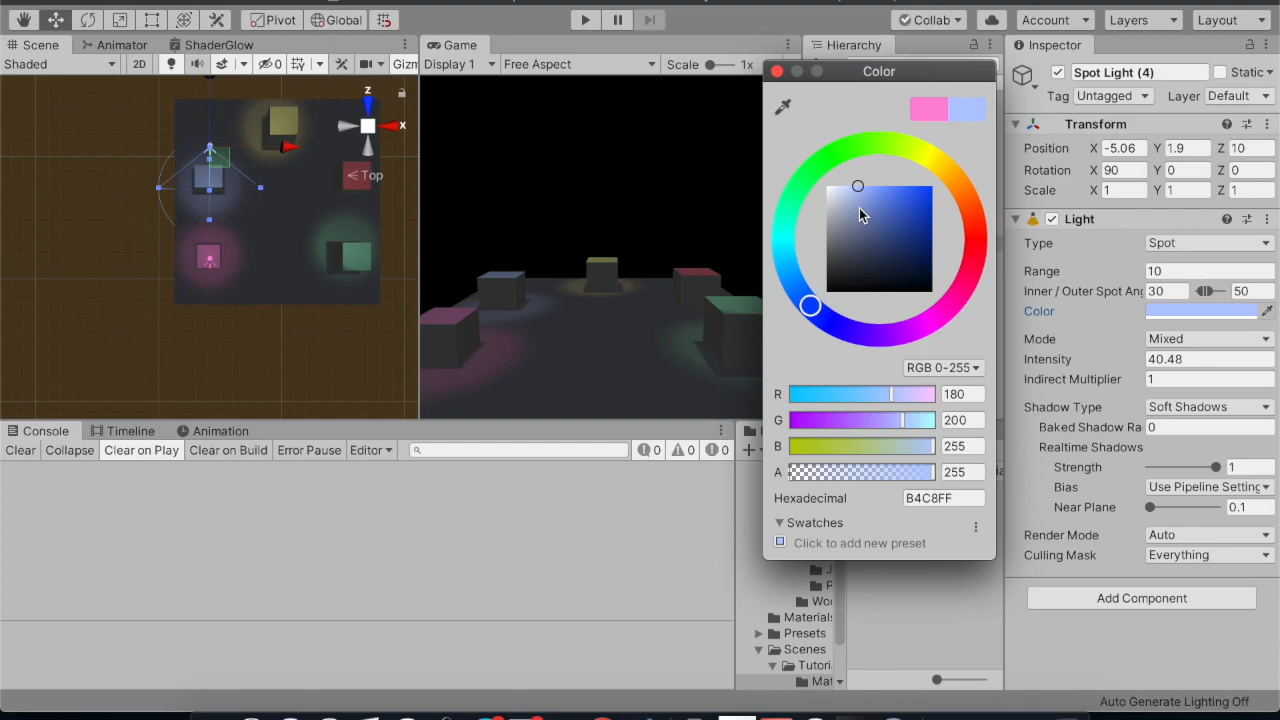 Pivot Global Collab Account Layers Layout
Scene Animator ShaderGlow Game Hierarchy Inspector
Shaded 2D 0 Gizm Display 1 Free Aspect Scale 1x
Color
Spot Light (4) Static
Tag Untagged Layer Default
z
x
Top
Transform
Position X -5.06 Y 1.9 Z 10
Rotation X 90 Y 0 Z 0
Scale X 1 Y 1 Z 1
Light
Type Spot
Range 10
Inner / Outer Spot Ang 30 50
Color
Mode Mixed
Intensity 40.48
Indirect Multiplier 1
Shadow Type Soft Shadows
Baked Shadow Ra 0
Realtime Shadows
Strength 1
Bias Use Pipeline Setting
Near Plane 0.1
Render Mode Auto
Culling Mask Everything
Add Component
RGB 0-255
R 180
G 200
B 255
A 255
Hexadecimal B4C8FF
Swatches
Click to add new preset
Console Timeline Animation
Clear Collapse Clear on Play Clear on Build Error Pause Editor 0 0 0
Materials
Presets
Scenes
Tutori
Mat
Auto Generate Lighting Off